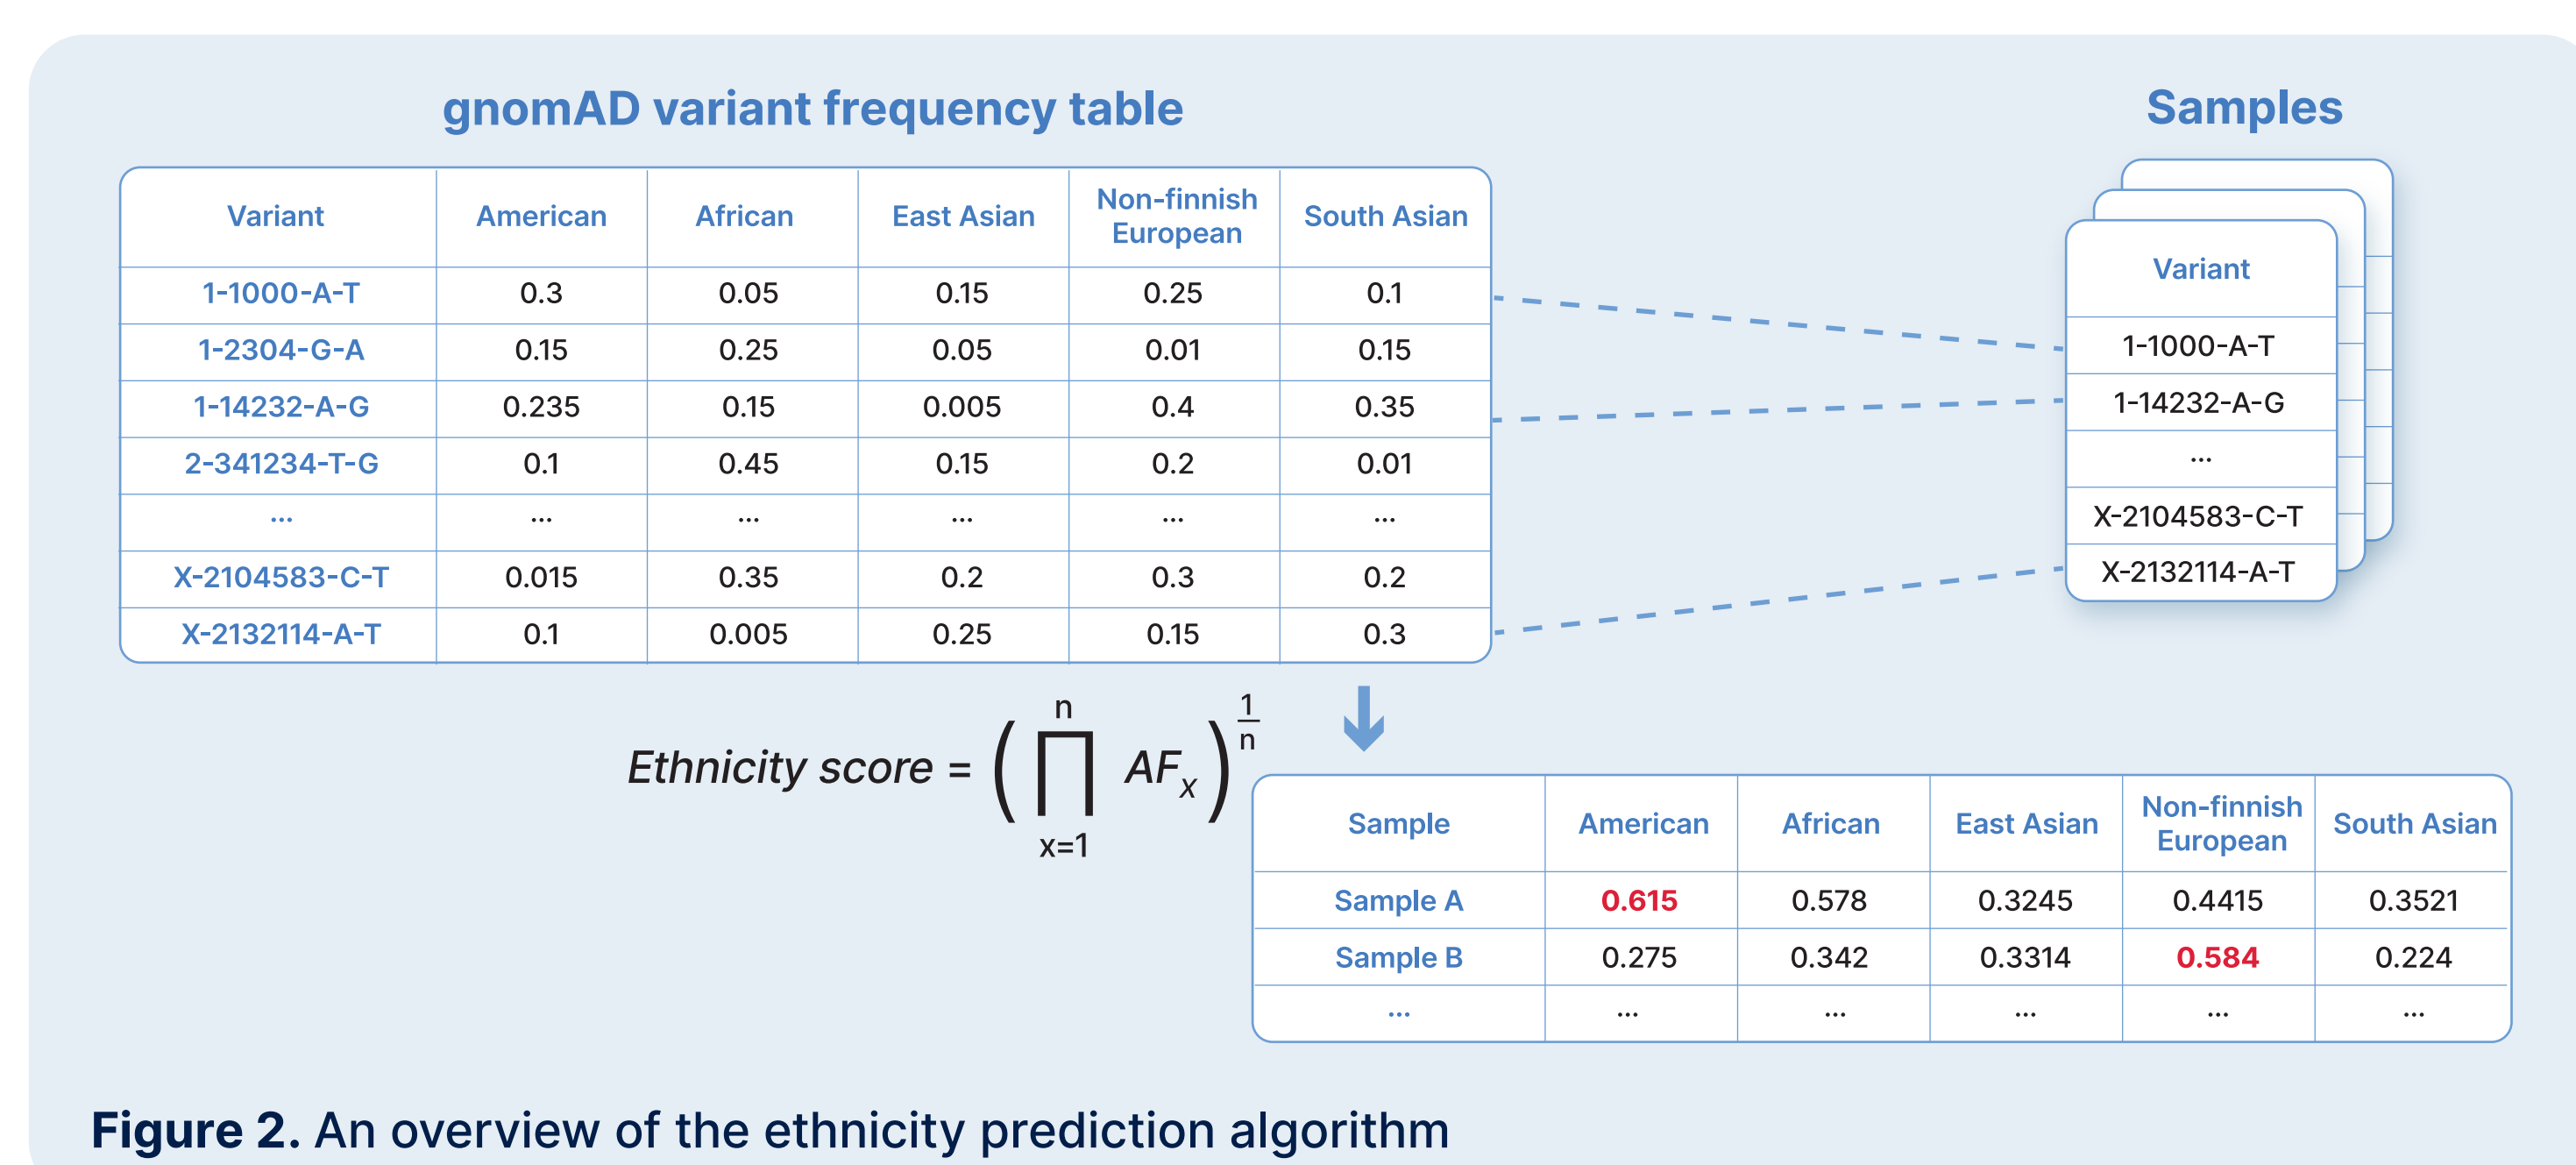 gnomAD variant frequency table
Samples
Variant American African East Asian Non-finnish European South Asian
1-1000-A-T 0.3 0.05 0.15 0.25 0.1
1-2304-G-A 0.15 0.25 0.05 0.01 0.15
1-14232-A-G 0.235 0.15 0.005 0.4 0.35
2-341234-T-G 0.1 0.45 0.15 0.2 0.01
... ... ... ... ... ...
X-2104583-C-T 0.015 0.35 0.2 0.3 0.2
X-2132114-A-T 0.1 0.005 0.25 0.15 0.3
Variant
1-1000-A-T
1-14232-A-G
...
X-2104583-C-T
X-2132114-A-T
Ethnicity score = ( n ∏ x=1 AFx ) 1/n
Sample American African East Asian Non-finnish European South Asian
Sample A 0.615 0.578 0.3245 0.4415 0.3521
Sample B 0.275 0.342 0.3314 0.584 0.224
... ... ... ... ... ...
Figure 2. An overview of the ethnicity prediction algorithm